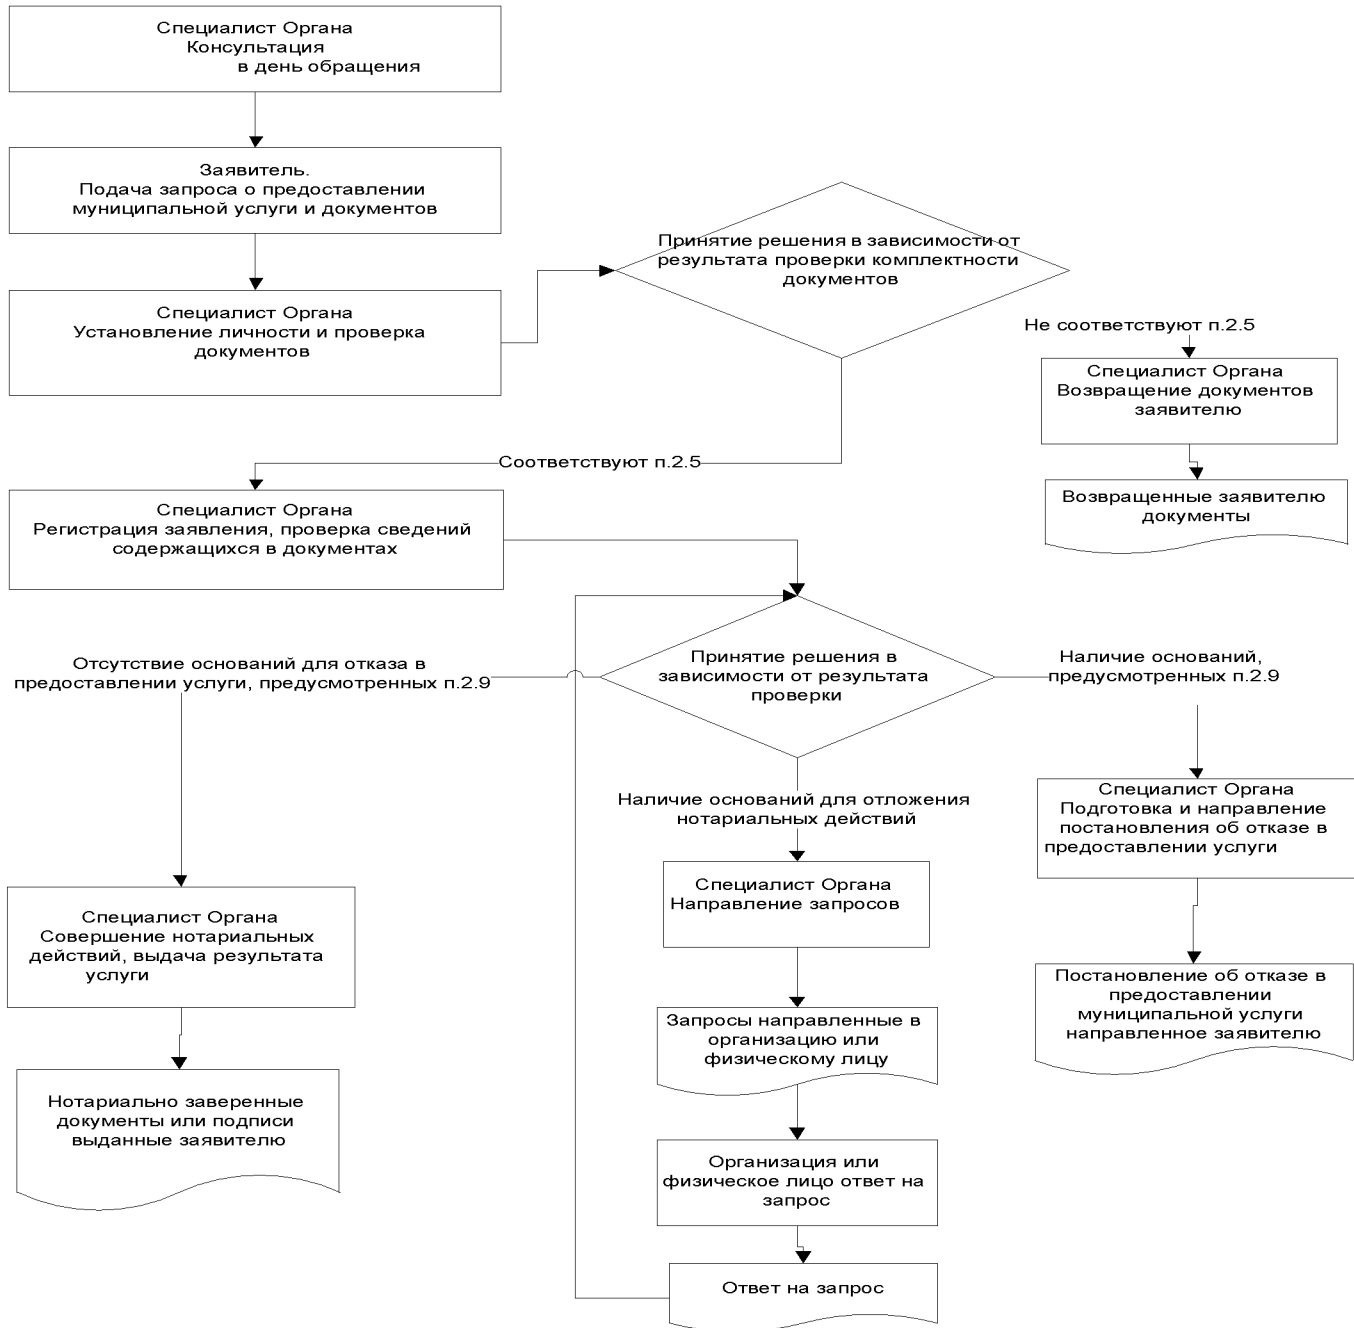 Специалист Органа
Консультация
в день обращения
Заявитель.
Подача запроса о предоставлении
муниципальной услуги и документов
Специалист Органа
Установление личности и проверка
документов
Принятие решения в зависимости от
результата проверки комплектности
документов
Не соответствуют п.2.5
Специалист Органа
Возвращение документов
заявителю
Возвращенные заявителю
документы
Соответствуют п.2.5
Специалист Органа
Регистрация заявления, проверка сведений
содержащихся в документах
Принятие решения в
зависимости от результата
проверки
Отсутствие оснований для отказа в
предоставлении услуги, предусмотренных п.2.9
Наличие оснований,
предусмотренных п.2.9
Наличие оснований для отложения
нотариальных действий
Специалист Органа
Подготовка и направление
постановления об отказе в
предоставлении услуги
Специалист Органа
Направление запросов
Специалист Органа
Совершение нотариальных
действий, выдача результата
услуги
Постановление об отказе в
предоставлении
муниципальной услуги
направленное заявителю
Запросы направленные в
организацию или
физическому лицу
Нотариально заверенные
документы или подписи
выданные заявителю
Организация или
физическое лицо ответ на
запрос
Ответ на запрос